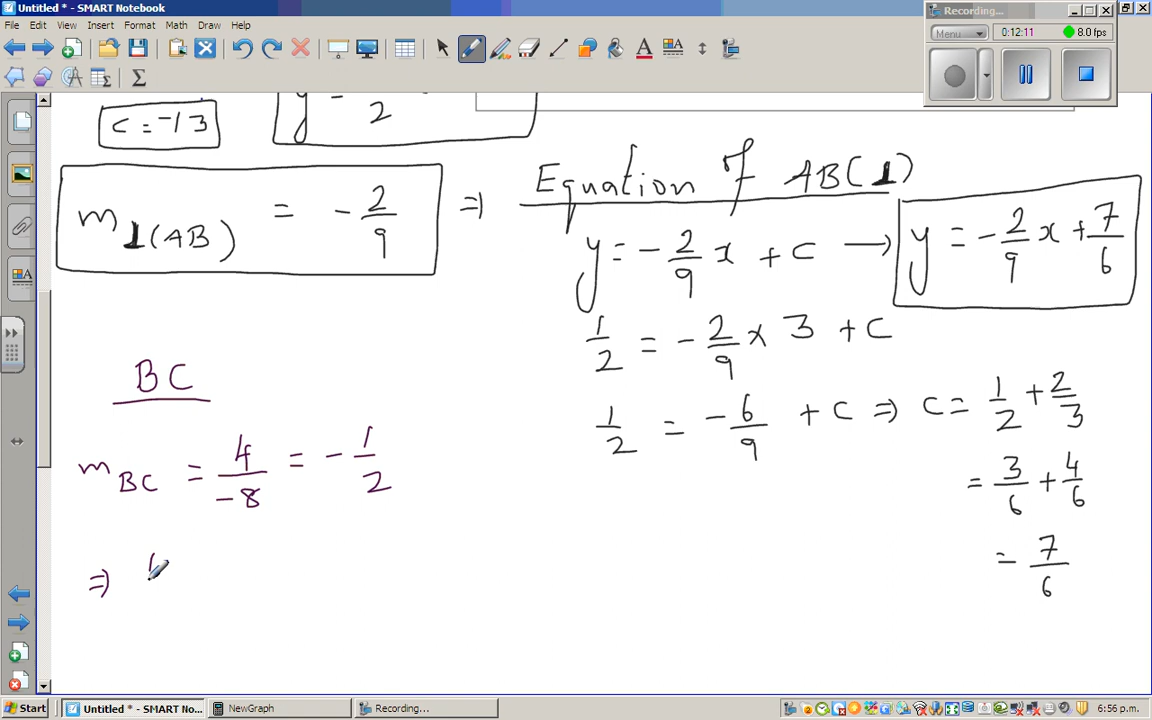 Untitled * - SMART Notebook
File Edit View Insert Format Math Draw Help
Recording...
Menu 0:12:11 8.0 fps
c = -13
y = 2
m⊥(AB) = -2/9 ⇒
Equation of AB(⊥)
y = -2/9 x + c → y = -2/9 x + 7/6
1/2 = -2/9 × 3 + c
1/2 = -6/9 + c ⇒ c = 1/2 + 2/3
= 3/6 + 4/6
= 7/6
BC
mBC = 4/-8 = -1/2
⇒
Start Untitled * - SMART No... NewGraph Recording... 6:56 p.m.